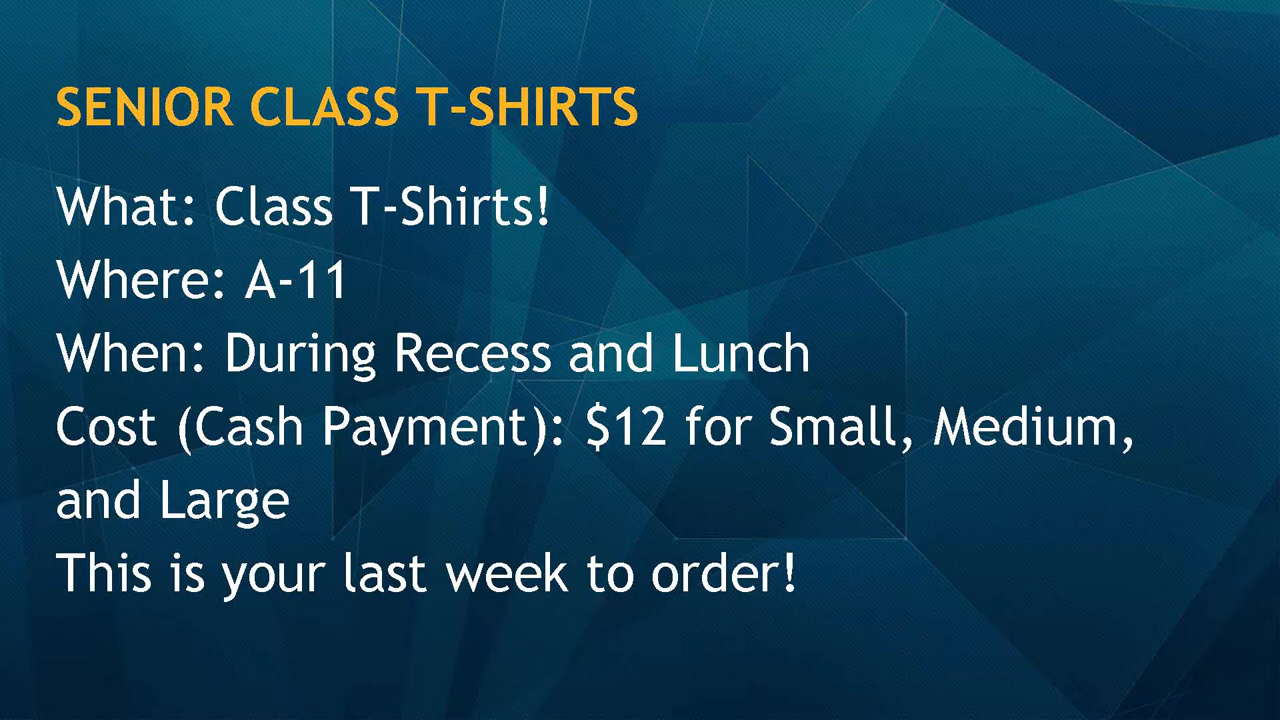 SENIOR CLASS T-SHIRTS
What: Class T-Shirts!
Where: A-11
When: During Recess and Lunch
Cost (Cash Payment): $12 for Small, Medium,
and Large
This is your last week to order!